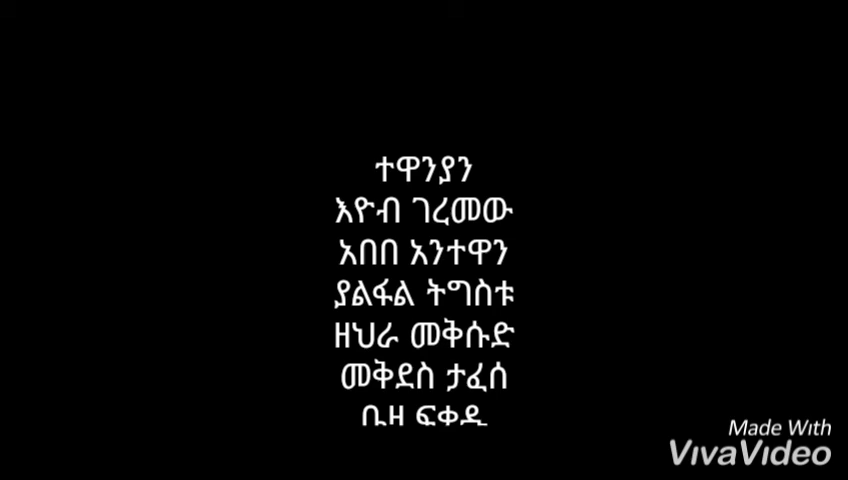 ተዋንያን
እዮብ ገረመው
አበበ አንተዋን
ያልፋል ትግስቱ
ዘህራ መቅሱድ
መቅደስ ታፈሰ
ቢዛ ፍቀዱ
Made With
VivaVideo